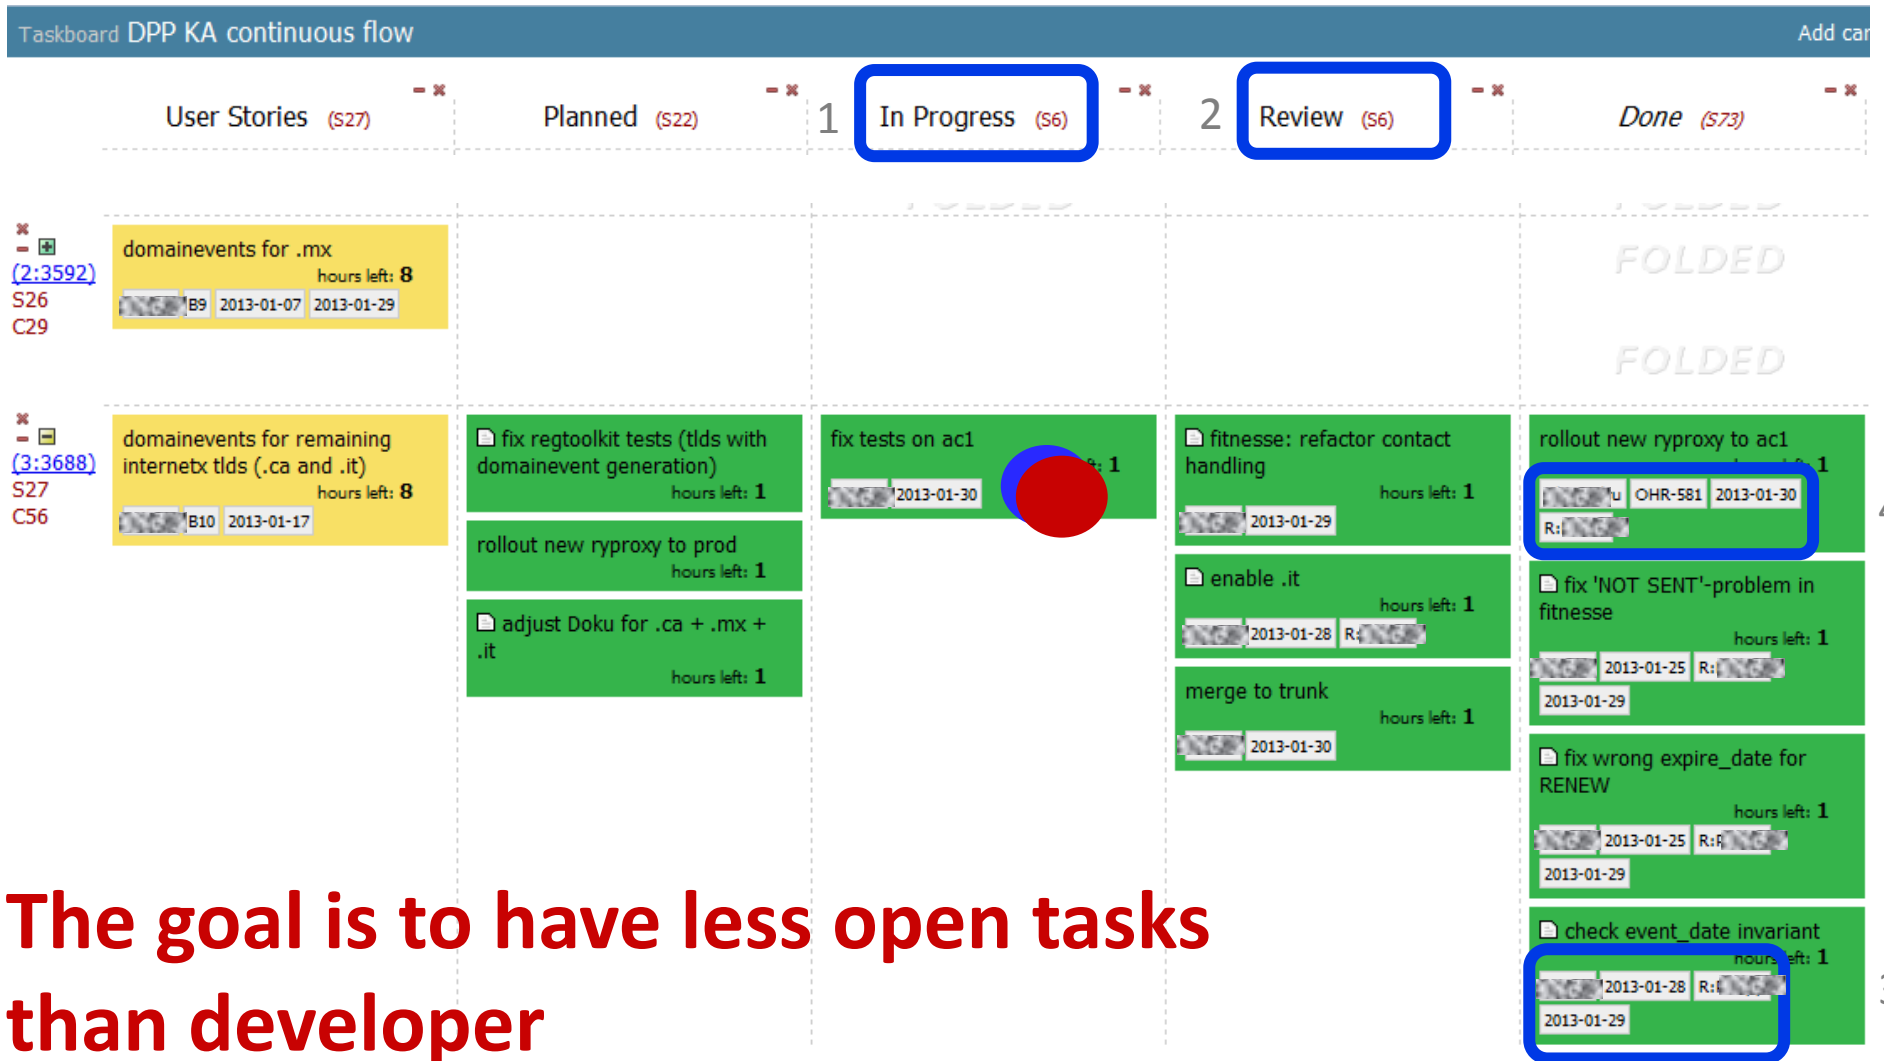 Taskboard DPP KA continuous flow
Add car
User Stories (S27)
Planned (S22)
1
In Progress (S6)
2
Review (S6)
Done (S73)
FOLDED
FOLDED
(2:3592)
S26
C29
domainevents for .mx
hours left: 8
B9 2013-01-07 2013-01-29
FOLDED
FOLDED
(3:3688)
S27
C56
domainevents for remaining
internetx tlds (.ca and .it)
hours left: 8
B10 2013-01-17
fix regtoolkit tests (tlds with
domainevent generation)
hours left: 1
rollout new ryproxy to prod
hours left: 1
adjust Doku for .ca + .mx +
.it
hours left: 1
fix tests on ac1
1
2013-01-30
fitnesse: refactor contact
handling
hours left: 1
2013-01-29
enable .it
hours left: 1
2013-01-28 R:
merge to trunk
hours left: 1
2013-01-30
rollout new ryproxy to ac1
hours left: 1
u OHR-581 2013-01-30
R:
4
fix 'NOT SENT'-problem in
fitnesse
hours left: 1
2013-01-25 R:
2013-01-29
fix wrong expire_date for
RENEW
hours left: 1
2013-01-25 R:
2013-01-29
check event_date invariant
hours left: 1
2013-01-28 R:
2013-01-29
3
The goal is to have less open tasks
than developer